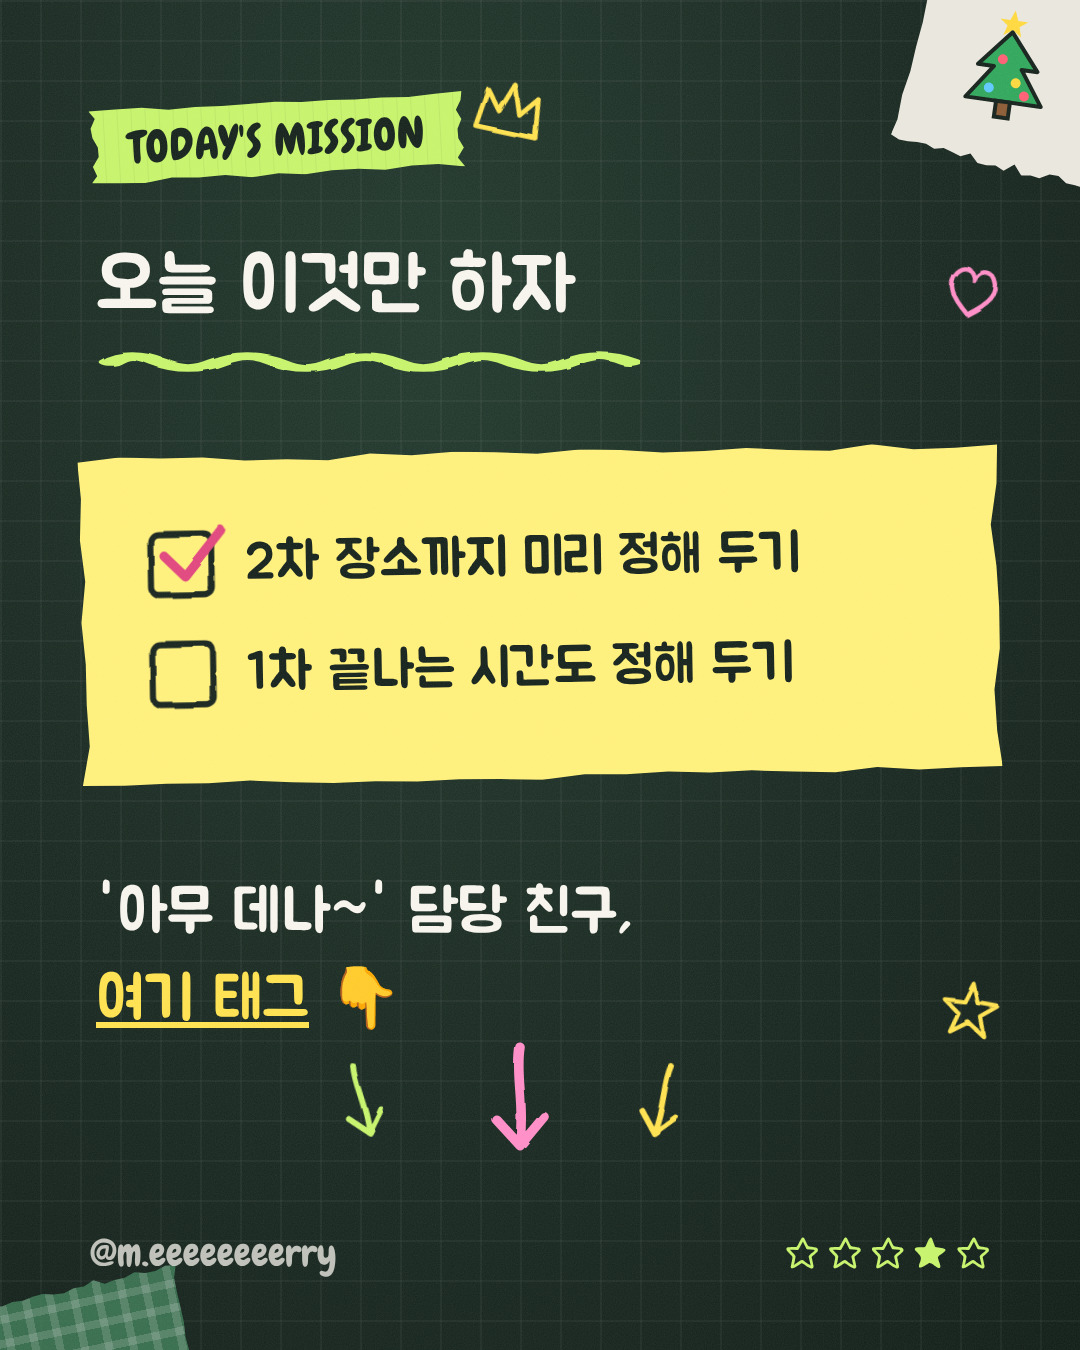 TODAY'S MISSION
오늘 이것만 하자
2차 장소까지 미리 정해 두기
1차 끝나는 시간도 정해 두기
'아무 데나~' 담당 친구,
여기 태그 👇
@m.eeeeeeeerry